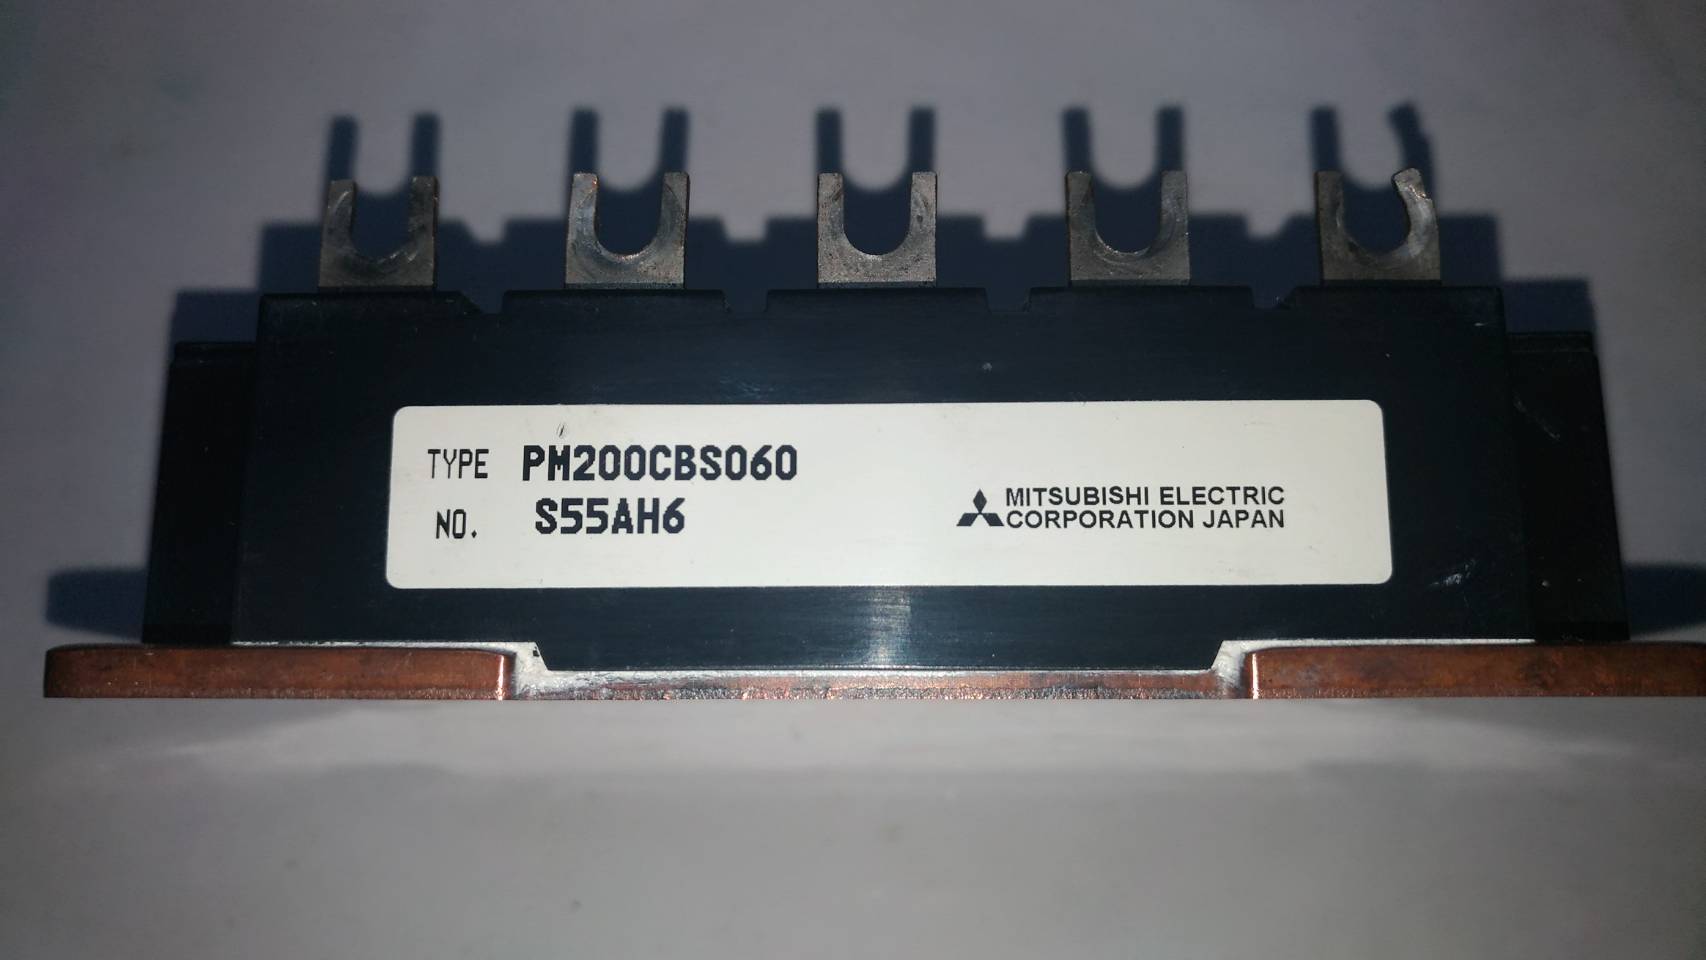 TYPE PM200CBS060
NO. S55AH6
MITSUBISHI ELECTRIC
CORPORATION JAPAN